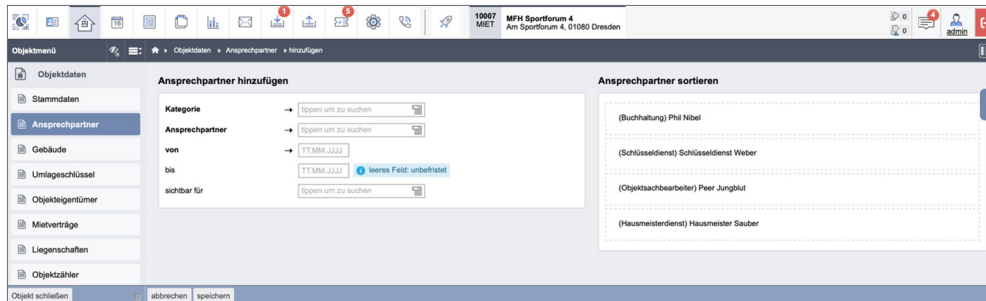 1
5
10007
MIET
MFH Sportforum 4
Am Sportforum 4, 01080 Dresden
0
0
4
admin
16
Objektmenü
» Objektdaten » Ansprechpartner » hinzufügen
Objektdaten
Stammdaten
Ansprechpartner
Gebäude
Umlageschlüssel
Objekteigentümer
Mietverträge
Liegenschaften
Objektzähler
Ansprechpartner hinzufügen
Kategorie → tippen um zu suchen
Ansprechpartner → tippen um zu suchen
von → TT.MM.JJJJ
bis TT.MM.JJJJ leeres Feld: unbefristet
sichtbar für tippen um zu suchen
Ansprechpartner sortieren
(Buchhaltung) Phil Nibel
(Schlüsseldienst) Schlüsseldienst Weber
(Objektsachbearbeiter) Peer Jungblut
(Hausmeisterdienst) Hausmeister Sauber
Objekt schließen
abbrechen speichern